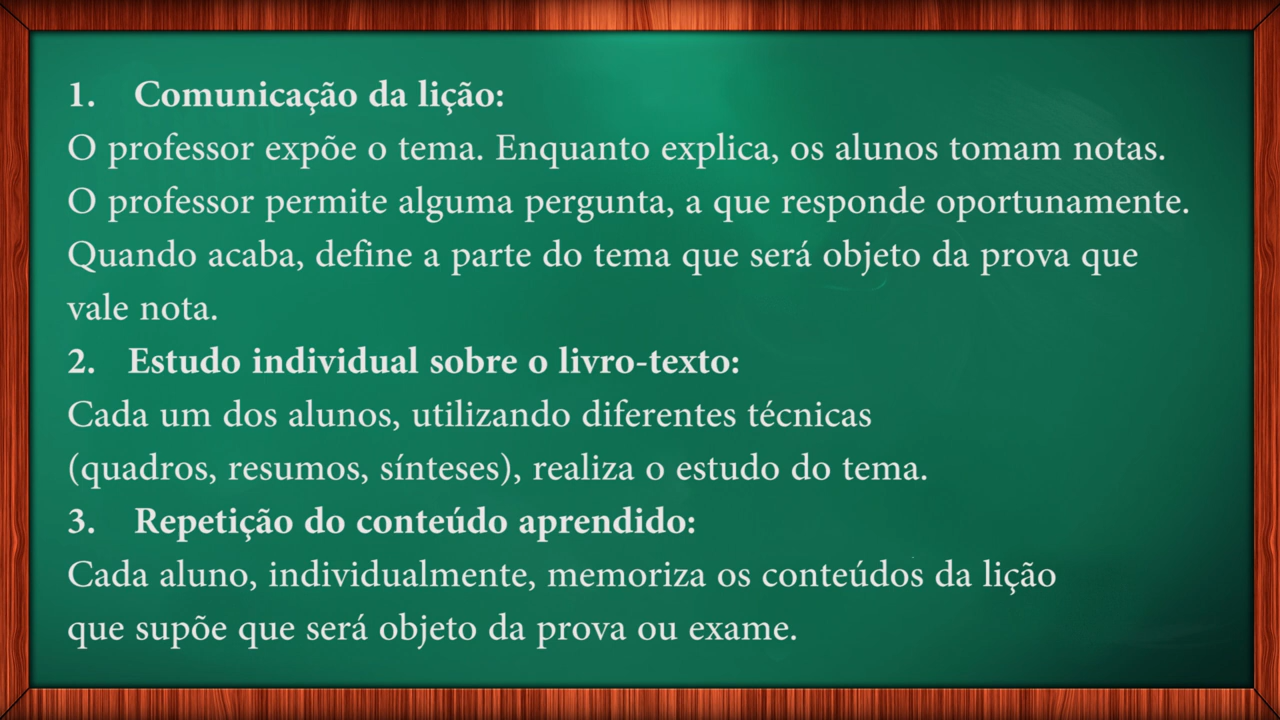 1. Comunicação da lição:
O professor expõe o tema. Enquanto explica, os alunos tomam notas.
O professor permite alguma pergunta, a que responde oportunamente.
Quando acaba, define a parte do tema que será objeto da prova que
vale nota.
2. Estudo individual sobre o livro-texto:
Cada um dos alunos, utilizando diferentes técnicas
(quadros, resumos, sínteses), realiza o estudo do tema.
3. Repetição do conteúdo aprendido:
Cada aluno, individualmente, memoriza os conteúdos da lição
que supõe que será objeto da prova ou exame.